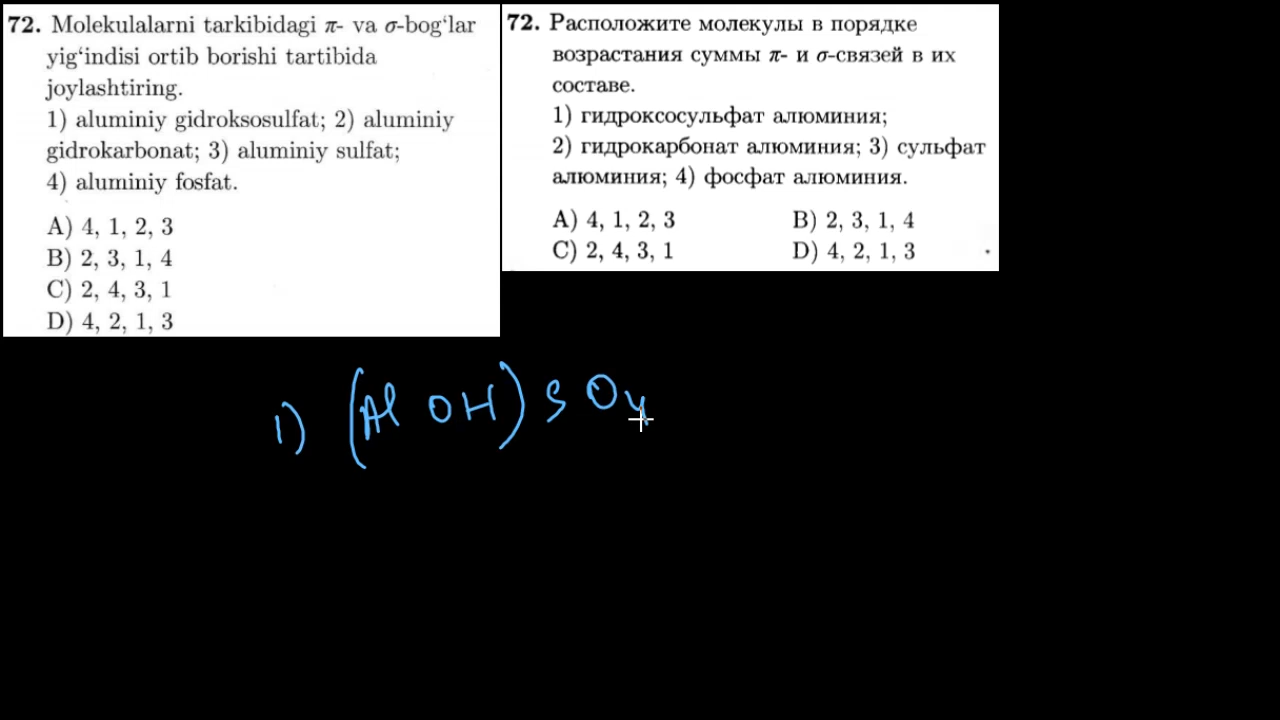 72. Molekulalarni tarkibidagi π- va σ-bog‘lar
yig‘indisi ortib borishi tartibida
joylashtiring.
1) aluminiy gidroksosulfat; 2) aluminiy
gidrokarbonat; 3) aluminiy sulfat;
4) aluminiy fosfat.
A) 4, 1, 2, 3
B) 2, 3, 1, 4
C) 2, 4, 3, 1
D) 4, 2, 1, 3
72. Расположите молекулы в порядке
возрастания суммы π- и σ-связей в их
составе.
1) гидроксосульфат алюминия;
2) гидрокарбонат алюминия; 3) сульфат
алюминия; 4) фосфат алюминия.
A) 4, 1, 2, 3 B) 2, 3, 1, 4
C) 2, 4, 3, 1 D) 4, 2, 1, 3
1) (Al OH) SO4